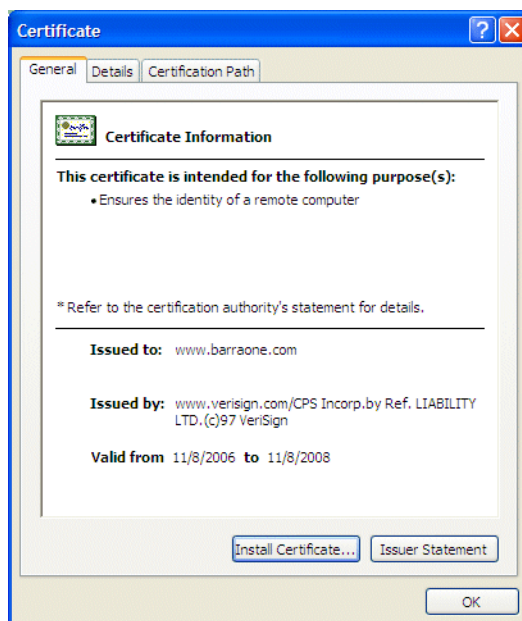 Certificate
General Details Certification Path
Certificate Information
This certificate is intended for the following purpose(s):
• Ensures the identity of a remote computer
* Refer to the certification authority's statement for details.
Issued to: www.barraone.com
Issued by: www.verisign.com/CPS Incorp.by Ref. LIABILITY
LTD.(c)97 VeriSign
Valid from 11/8/2006 to 11/8/2008
Install Certificate... Issuer Statement
OK